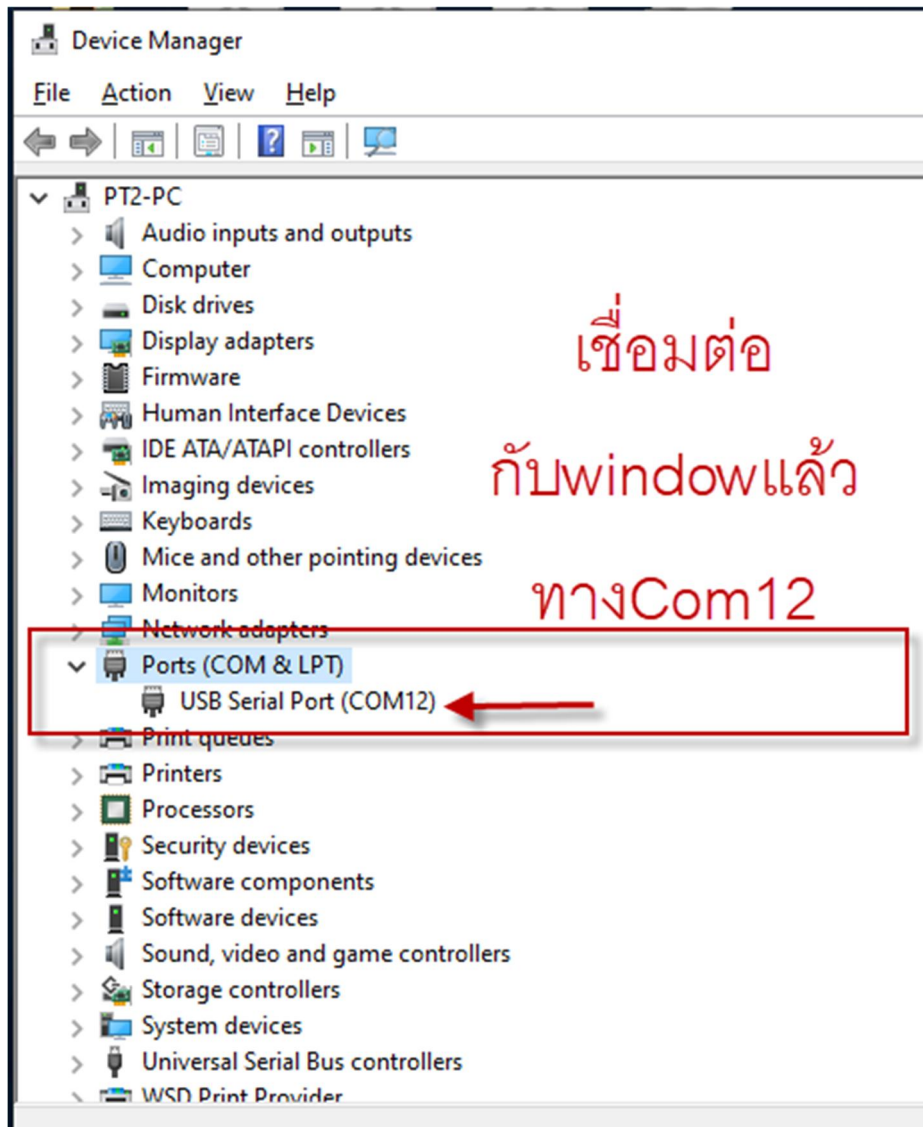 Device Manager
File Action View Help
PT2-PC
Audio inputs and outputs
Computer
Disk drives
Display adapters
Firmware
Human Interface Devices
IDE ATA/ATAPI controllers
Imaging devices
Keyboards
Mice and other pointing devices
Monitors
Network adapters
Ports (COM & LPT)
USB Serial Port (COM12)
Print queues
Printers
Processors
Security devices
Software components
Software devices
Sound, video and game controllers
Storage controllers
System devices
Universal Serial Bus controllers
WSD Print Provider
เชื่อมต่อ
กับwindowแล้ว
ทางCom12